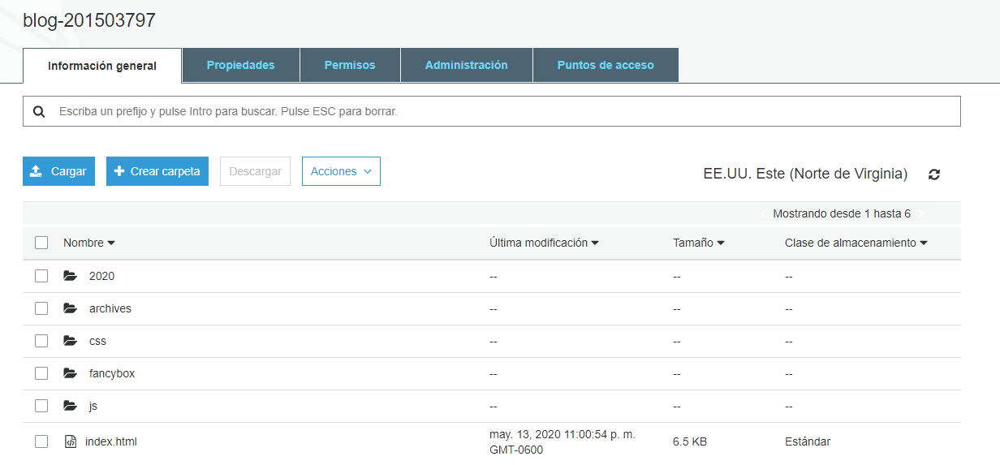 blog-201503797
Información general Propiedades Permisos Administración Puntos de acceso
Escriba un prefijo y pulse Intro para buscar. Pulse ESC para borrar.
Cargar Crear carpeta Descargar Acciones EE.UU. Este (Norte de Virginia)
Mostrando desde 1 hasta 6
Nombre Última modificación Tamaño Clase de almacenamiento
2020 -- -- --
archives -- -- --
css -- -- --
fancybox -- -- --
js -- -- --
index.html may. 13, 2020 11:00:54 p. m. 6.5 KB Estándar
GMT-0600